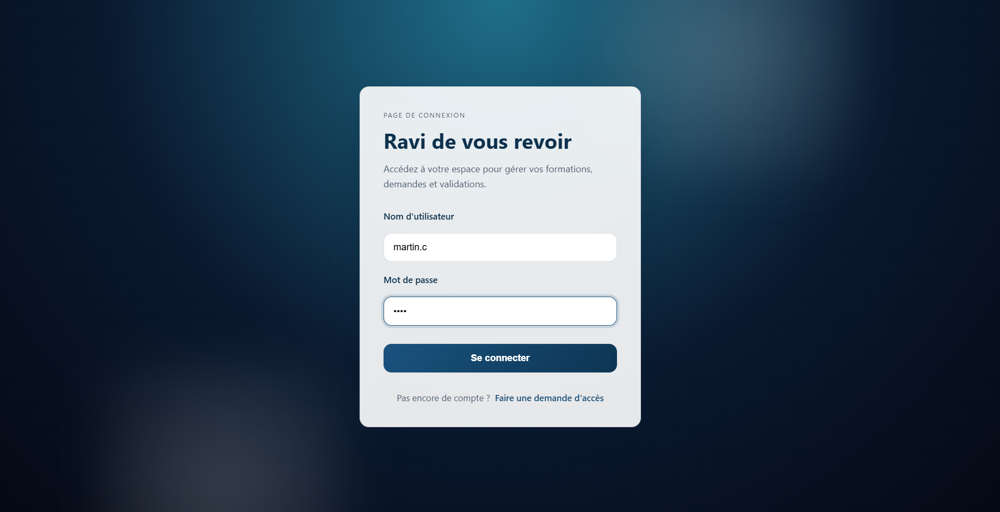 PAGE DE CONNEXION
Ravi de vous revoir
Accédez à votre espace pour gérer vos formations,
demandes et validations.
Nom d'utilisateur
martin.c
Mot de passe
••••
Se connecter
Pas encore de compte ? Faire une demande d'accès